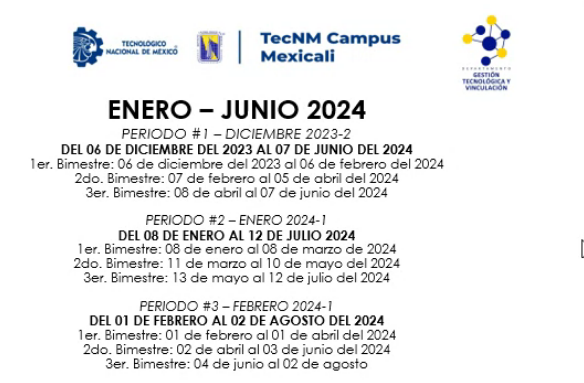 TECNOLÓGICO
NACIONAL DE MÉXICO
TecNM Campus
Mexicali
DEPARTAMENTO
GESTIÓN
TECNOLÓGICA Y
VINCULACIÓN
ENERO – JUNIO 2024
PERIODO #1 – DICIEMBRE 2023-2
DEL 06 DE DICIEMBRE DEL 2023 AL 07 DE JUNIO DEL 2024
1er. Bimestre: 06 de diciembre del 2023 al 06 de febrero del 2024
2do. Bimestre: 07 de febrero al 05 de abril del 2024
3er. Bimestre: 08 de abril al 07 de junio del 2024
PERIODO #2 – ENERO 2024-1
DEL 08 DE ENERO AL 12 DE JULIO 2024
1er. Bimestre: 08 de enero al 08 de marzo de 2024
2do. Bimestre: 11 de marzo al 10 de mayo del 2024
3er. Bimestre: 13 de mayo al 12 de julio del 2024
PERIODO #3 – FEBRERO 2024-1
DEL 01 DE FEBRERO AL 02 DE AGOSTO DEL 2024
1er. Bimestre: 01 de febrero al 01 de abril del 2024
2do. Bimestre: 02 de abril al 03 de junio del 2024
3er. Bimestre: 04 de junio al 02 de agosto